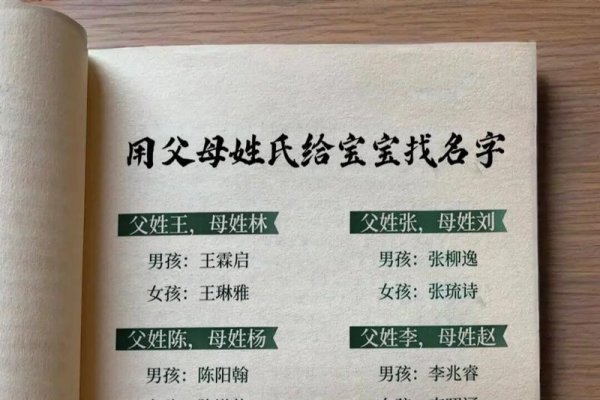 用父母姓氏给宝宝找名字
父姓王，母姓林
男孩：王霖启
女孩：王琳雅
父姓张，母姓刘
男孩：张柳逸
女孩：张琉诗
父姓陈，母姓杨
男孩：陈阳翰
父姓李，母姓赵
男孩：李兆睿